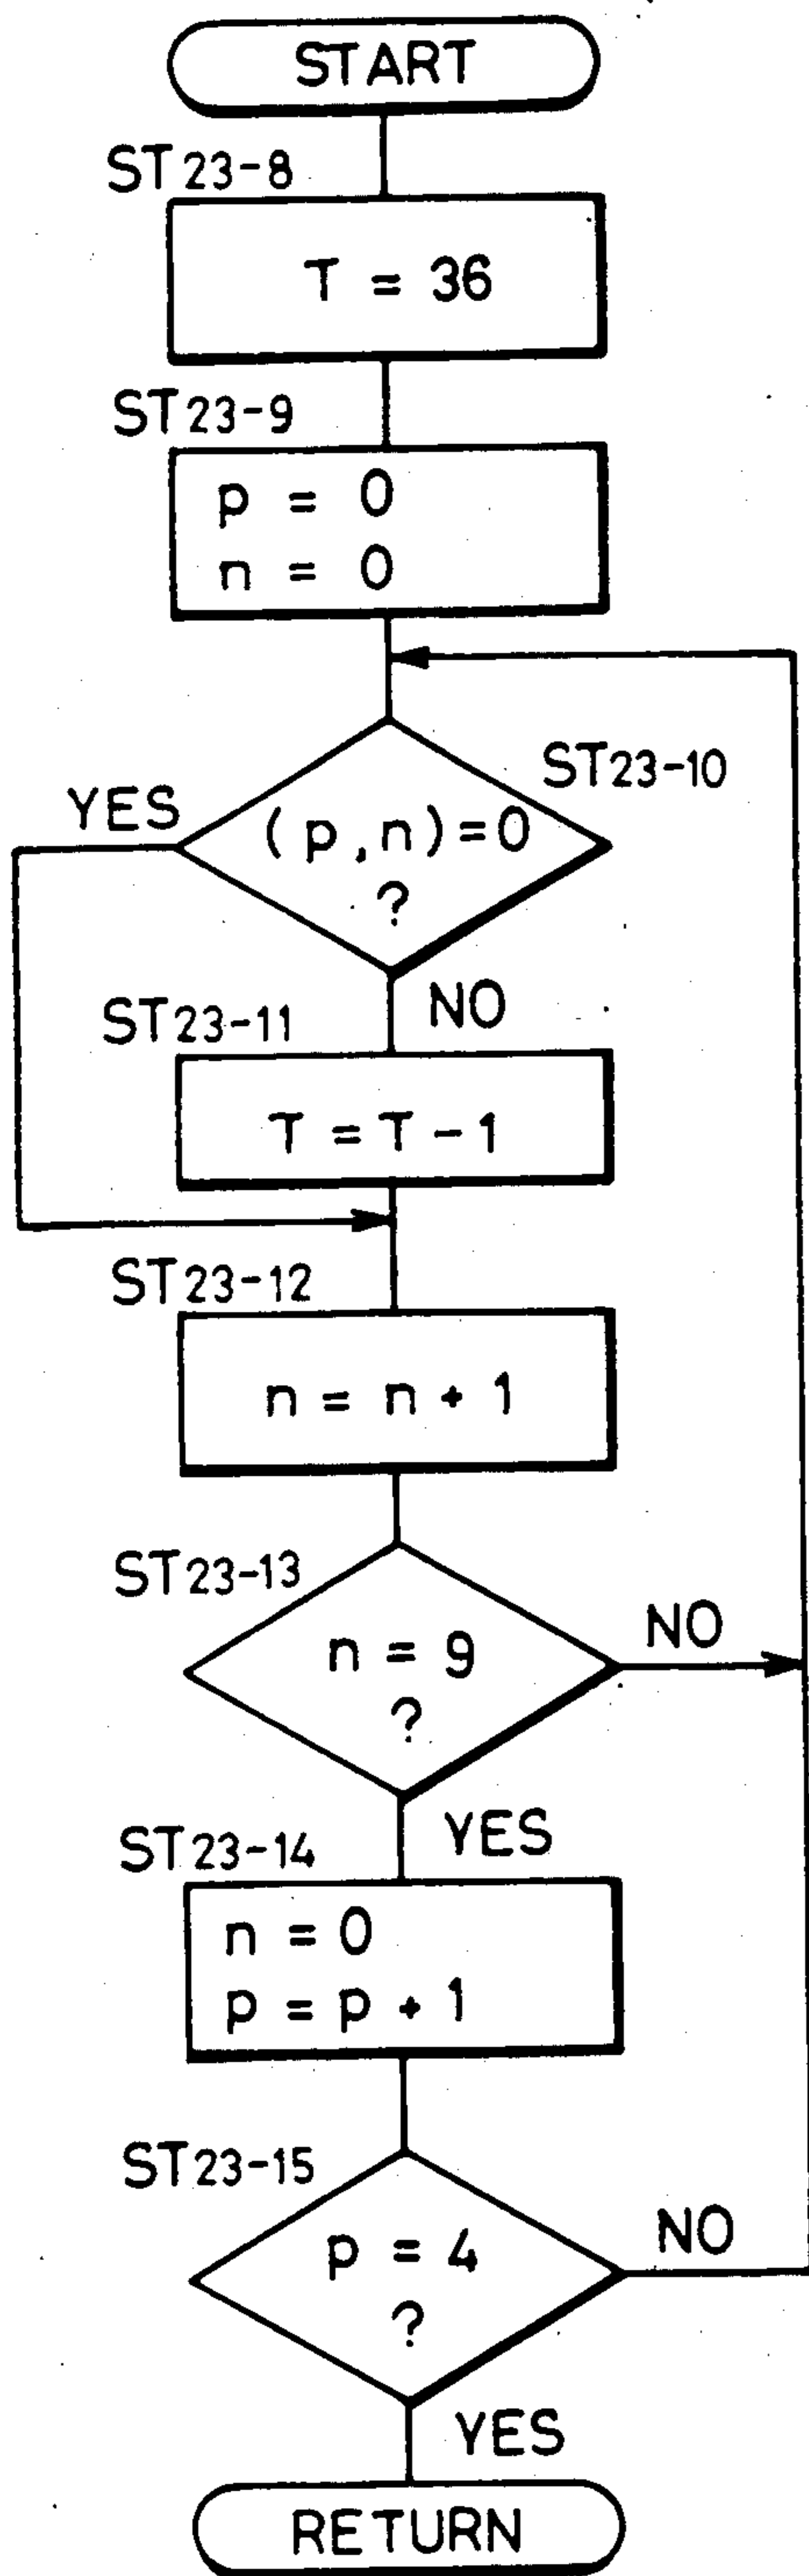 START
ST23-8
T = 36
ST23-9
p = 0
n = 0
ST23-10
YES
(p,n)=0
?
NO
ST23-11
T = T - 1
ST23-12
n = n + 1
ST23-13
n = 9
?
NO
YES
ST23-14
n = 0
p = p + 1
ST23-15
p = 4
?
NO
YES
RETURN